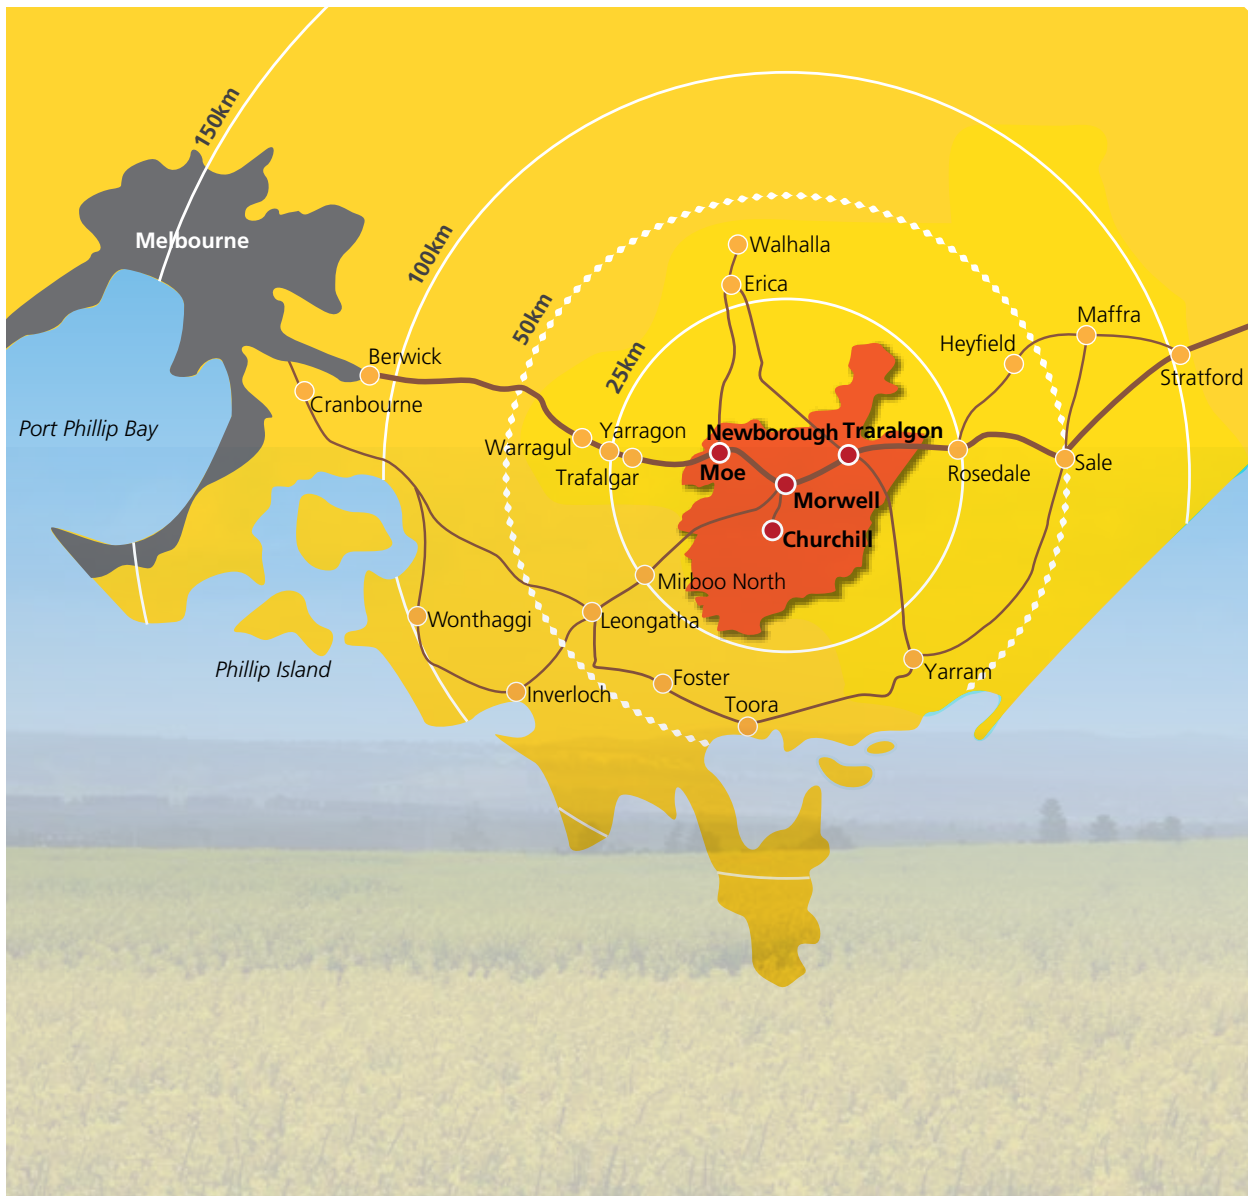 150km
Melbourne
100km
Walhalla
Erica
50km
Maffra
Heyfield
Berwick
25km
Stratford
Cranbourne
Port Phillip Bay
Yarragon
Newborough
Traralgon
Warragul
Trafalgar
Moe
Rosedale
Sale
Morwell
Churchill
Mirboo North
Wonthaggi
Leongatha
Phillip Island
Yarram
Foster
Inverloch
Toora